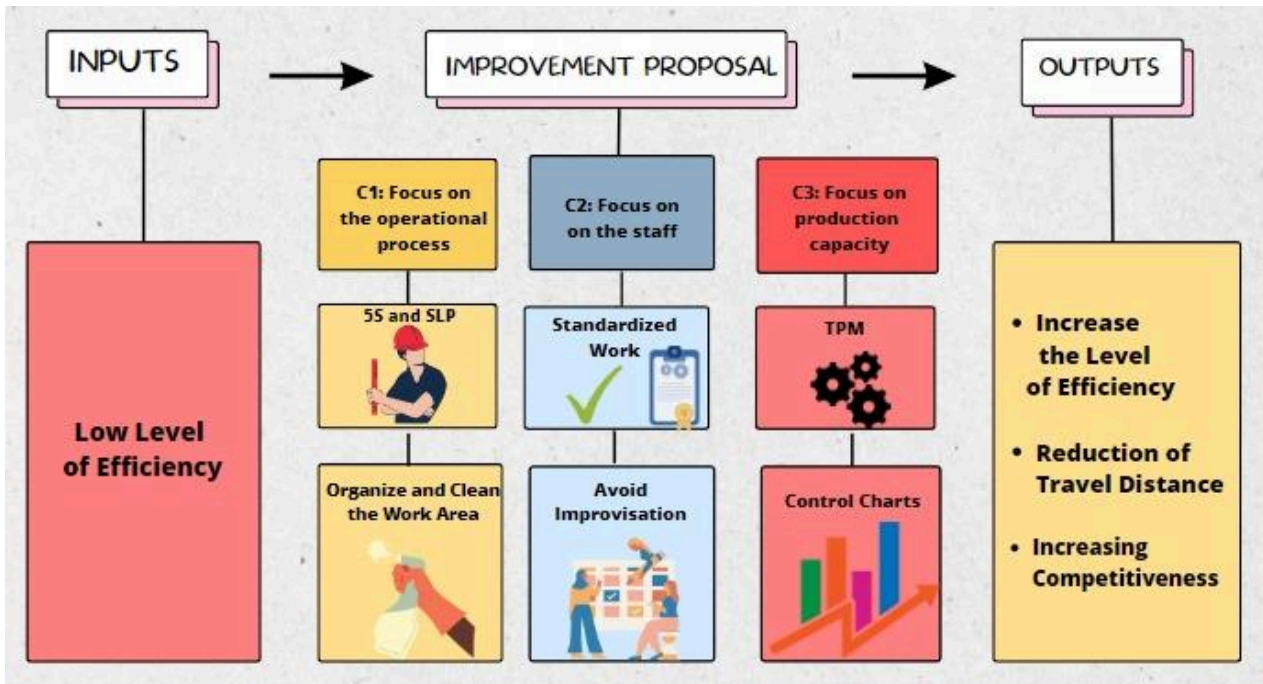 INPUTS
IMPROVEMENT PROPOSAL
OUTPUTS
C1: Focus on
the operational
process
C2: Focus on
on the staff
C3: Focus on
production
capacity
5S and SLP
Standardized
Work
TPM
Low Level
of Efficiency
Organize and Clean
the Work Area
Avoid
Improvisation
Control Charts
• Increase
the Level
of Efficiency
• Reduction of
Travel Distance
• Increasing
Competitiveness